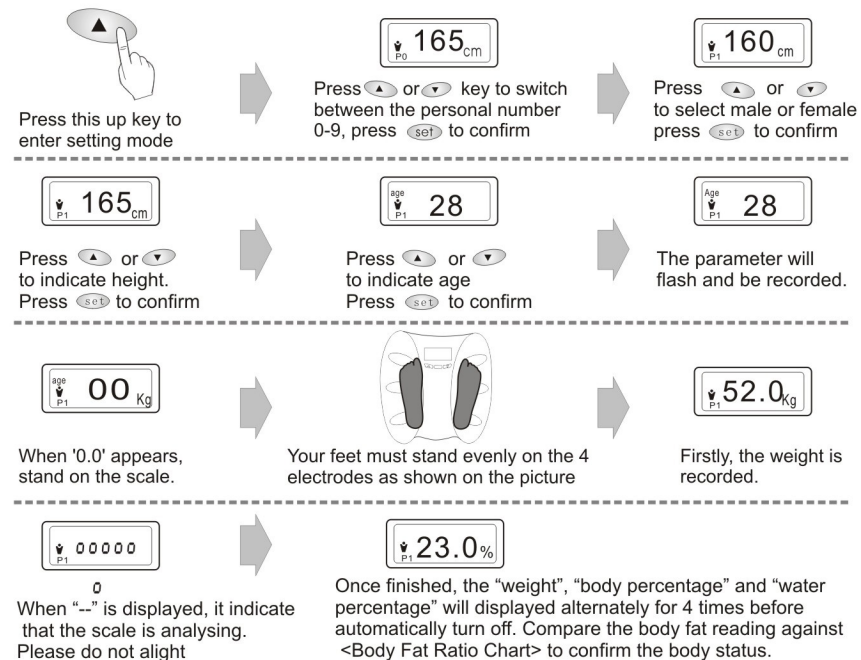 P0 165cm
P1 160 cm
Press this up key to
enter setting mode
Press ▲ or ▼ key to switch
between the personal number
0-9, press set to confirm
Press ▲ or ▼
to select male or female
press set to confirm
P1 165cm
age P1 28
Age P1 28
Press ▲ or ▼
to indicate height.
Press set to confirm
Press ▲ or ▼
to indicate age
Press set to confirm
The parameter will
flash and be recorded.
age P1 00 Kg
P1 52.0Kg
When '0.0' appears,
stand on the scale.
Your feet must stand evenly on the 4
electrodes as shown on the picture
Firstly, the weight is
recorded.
P1 00000
0
P1 23.0%
When “--” is displayed, it indicate
that the scale is analysing.
Please do not alight
Once finished, the “weight”, “body percentage” and “water
percentage” will displayed alternately for 4 times before
automatically turn off. Compare the body fat reading against
<Body Fat Ratio Chart> to confirm the body status.